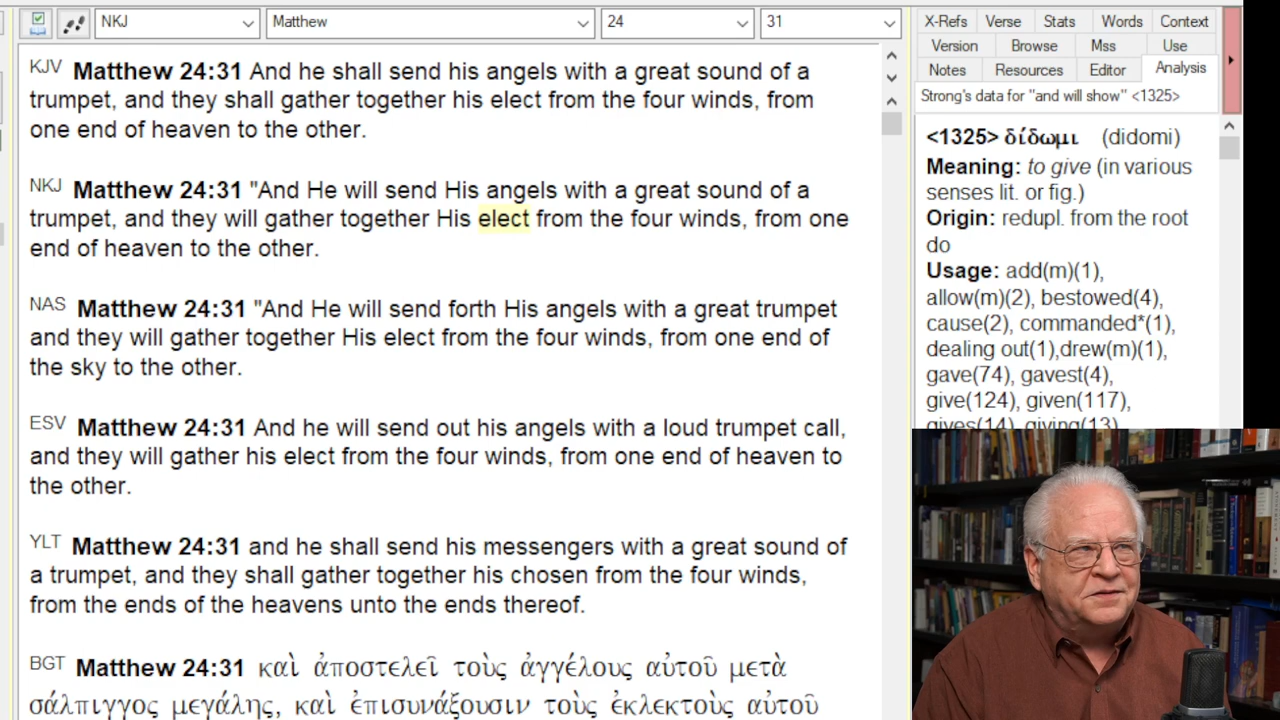 NKJ Matthew 24 31
KJV Matthew 24:31 And he shall send his angels with a great sound of a
trumpet, and they shall gather together his elect from the four winds, from
one end of heaven to the other.
NKJ Matthew 24:31 "And He will send His angels with a great sound of a
trumpet, and they will gather together His elect from the four winds, from one
end of heaven to the other.
NAS Matthew 24:31 "And He will send forth His angels with a great trumpet
and they will gather together His elect from the four winds, from one end of
the sky to the other.
ESV Matthew 24:31 And he will send out his angels with a loud trumpet call,
and they will gather his elect from the four winds, from one end of heaven to
the other.
YLT Matthew 24:31 and he shall send his messengers with a great sound of
a trumpet, and they shall gather together his chosen from the four winds,
from the ends of the heavens unto the ends thereof.
BGT Matthew 24:31 καὶ ἀποστελεῖ τοὺς ἀγγέλους αὐτοῦ μετὰ
σάλπιγγος μεγάλης, καὶ ἐπισυνάξουσιν τοὺς ἐκλεκτοὺς αὐτοῦ
X-Refs Verse Stats Words Context
Version Browse Mss Use
Notes Resources Editor Analysis
Strong's data for "and will show" <1325>
<1325> δίδωμι (didomi)
Meaning: to give (in various
senses lit. or fig.)
Origin: redupl. from the root
do
Usage: add(m)(1),
allow(m)(2), bestowed(4),
cause(2), commanded*(1),
dealing out(1),drew(m)(1),
gave(74), gavest(4),
give(124), given(117),
gives(14), giving(13)